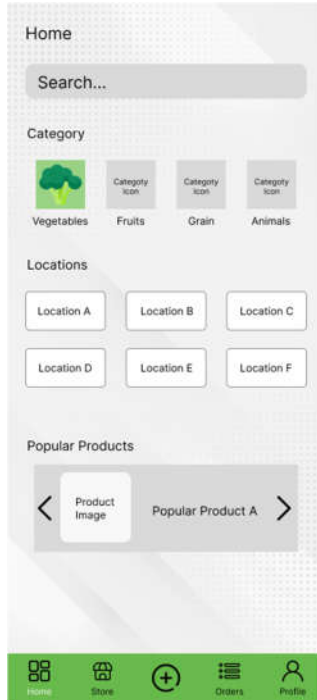 Home
Search...
Category
Categoty
Icon
Categoty
Icon
Categoty
Icon
Vegetables Fruits Grain Animals
Locations
Location A Location B Location C
Location D Location E Location F
Popular Products
Product
Image
Popular Product A
Home Store Orders Profile